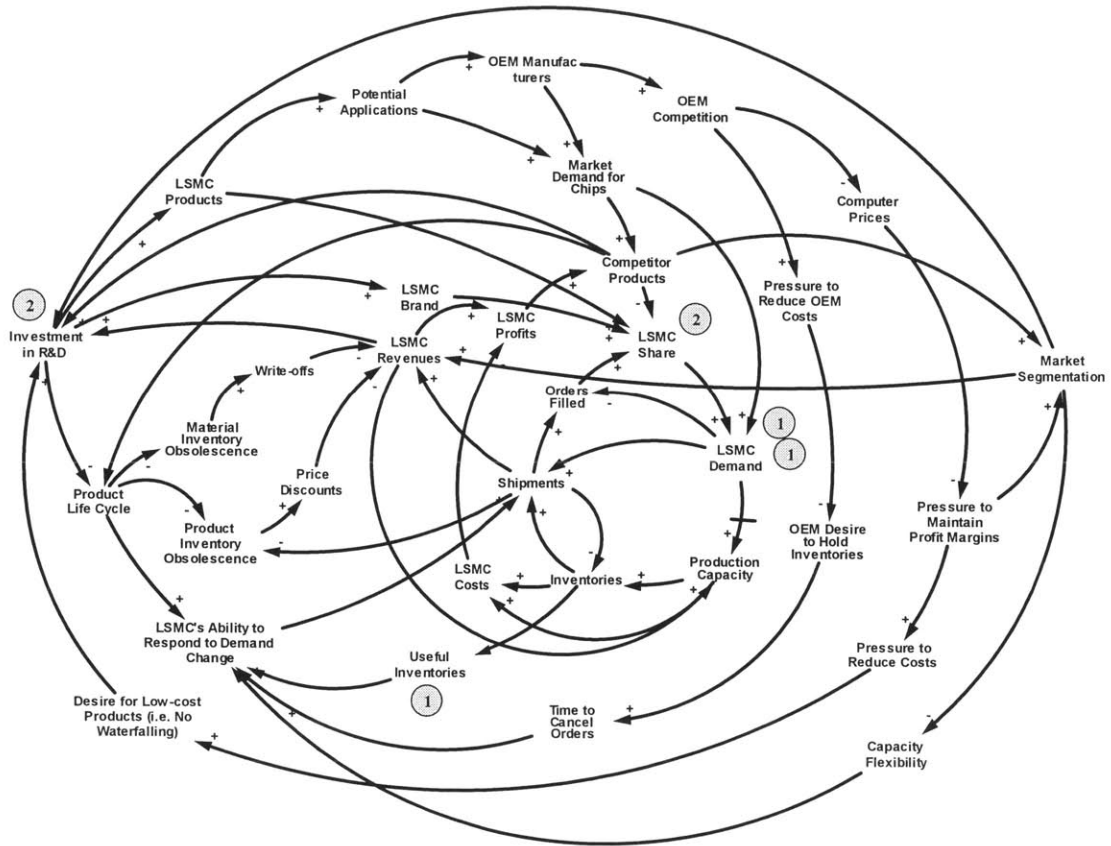 OEM Manufac
turers
Potential
Applications
OEM
Competition
Market
Demand for
Chips
LSMC
Products
Computer
Prices
Competitor
Products
Pressure to
Reduce OEM
Costs
LSMC
Brand
LSMC
Profits
2
Investment
in R&D
2
LSMC
Share
LSMC
Revenues
Market
Segmentation
Write-offs
Orders
Filled
Material
Inventory
Obsolescence
1
1
LSMC
Demand
Price
Discounts
Shipments
Product
Life Cycle
Product
Inventory
Obsolescence
OEM Desire
to Hold
Inventories
Pressure to
Maintain
Profit Margins
LSMC
Costs
Inventories
Production
Capacity
LSMC's Ability to
Respond to Demand
Change
Useful
Inventories
1
Pressure to
Reduce Costs
Desire for Low-cost
Products (i.e. No
Waterfalling)
Time to
Cancel
Orders
Capacity
Flexibility